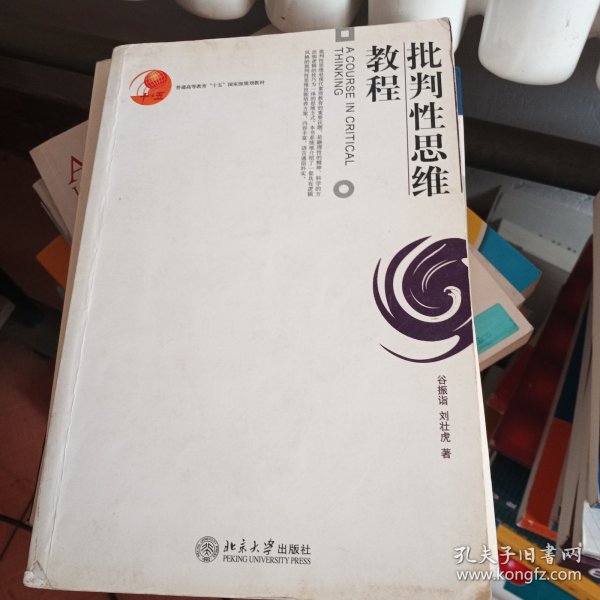 普通高等教育“十五”国家级规划教材
十五
批判性思维
教程
A COURSE IN CRITICAL
THINKING
谷振诣 刘壮虎 著
北京大学出版社
PEKING UNIVERSITY PRESS
孔夫子旧书网
www.kongfz.com